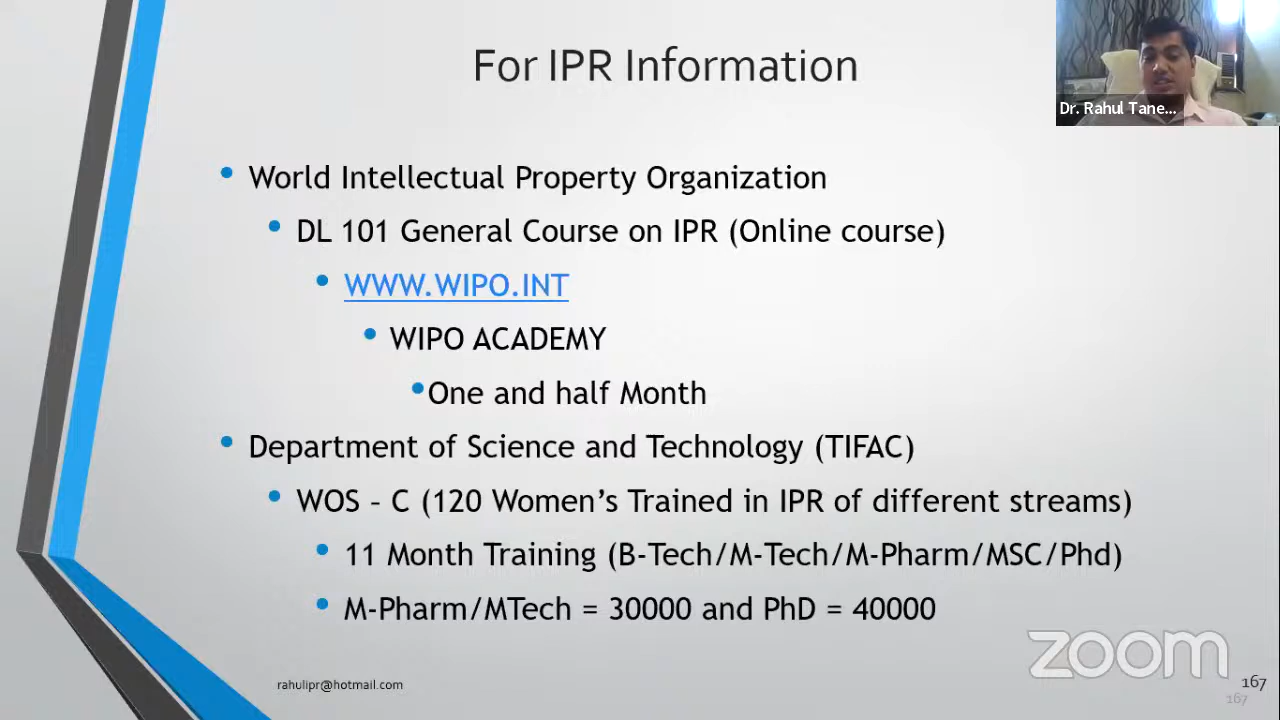 For IPR Information
Dr. Rahul Tane...
• World Intellectual Property Organization
• DL 101 General Course on IPR (Online course)
• WWW.WIPO.INT
• WIPO ACADEMY
• One and half Month
• Department of Science and Technology (TIFAC)
• WOS – C (120 Women’s Trained in IPR of different streams)
• 11 Month Training (B-Tech/M-Tech/M-Pharm/MSC/Phd)
• M-Pharm/MTech = 30000 and PhD = 40000
zoom
rahulipr@hotmail.com
167
167